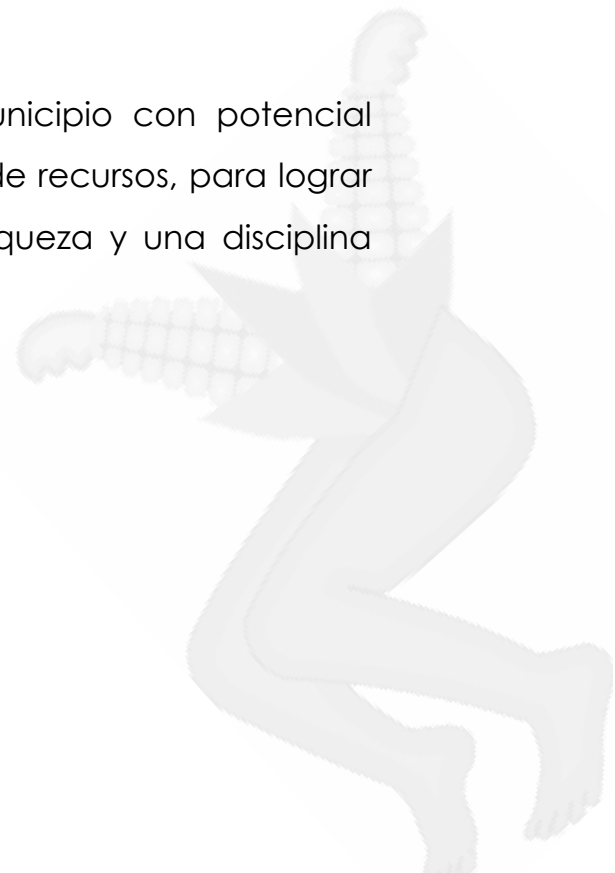 unicipio con potencial
de recursos, para lograr
queza y una disciplina